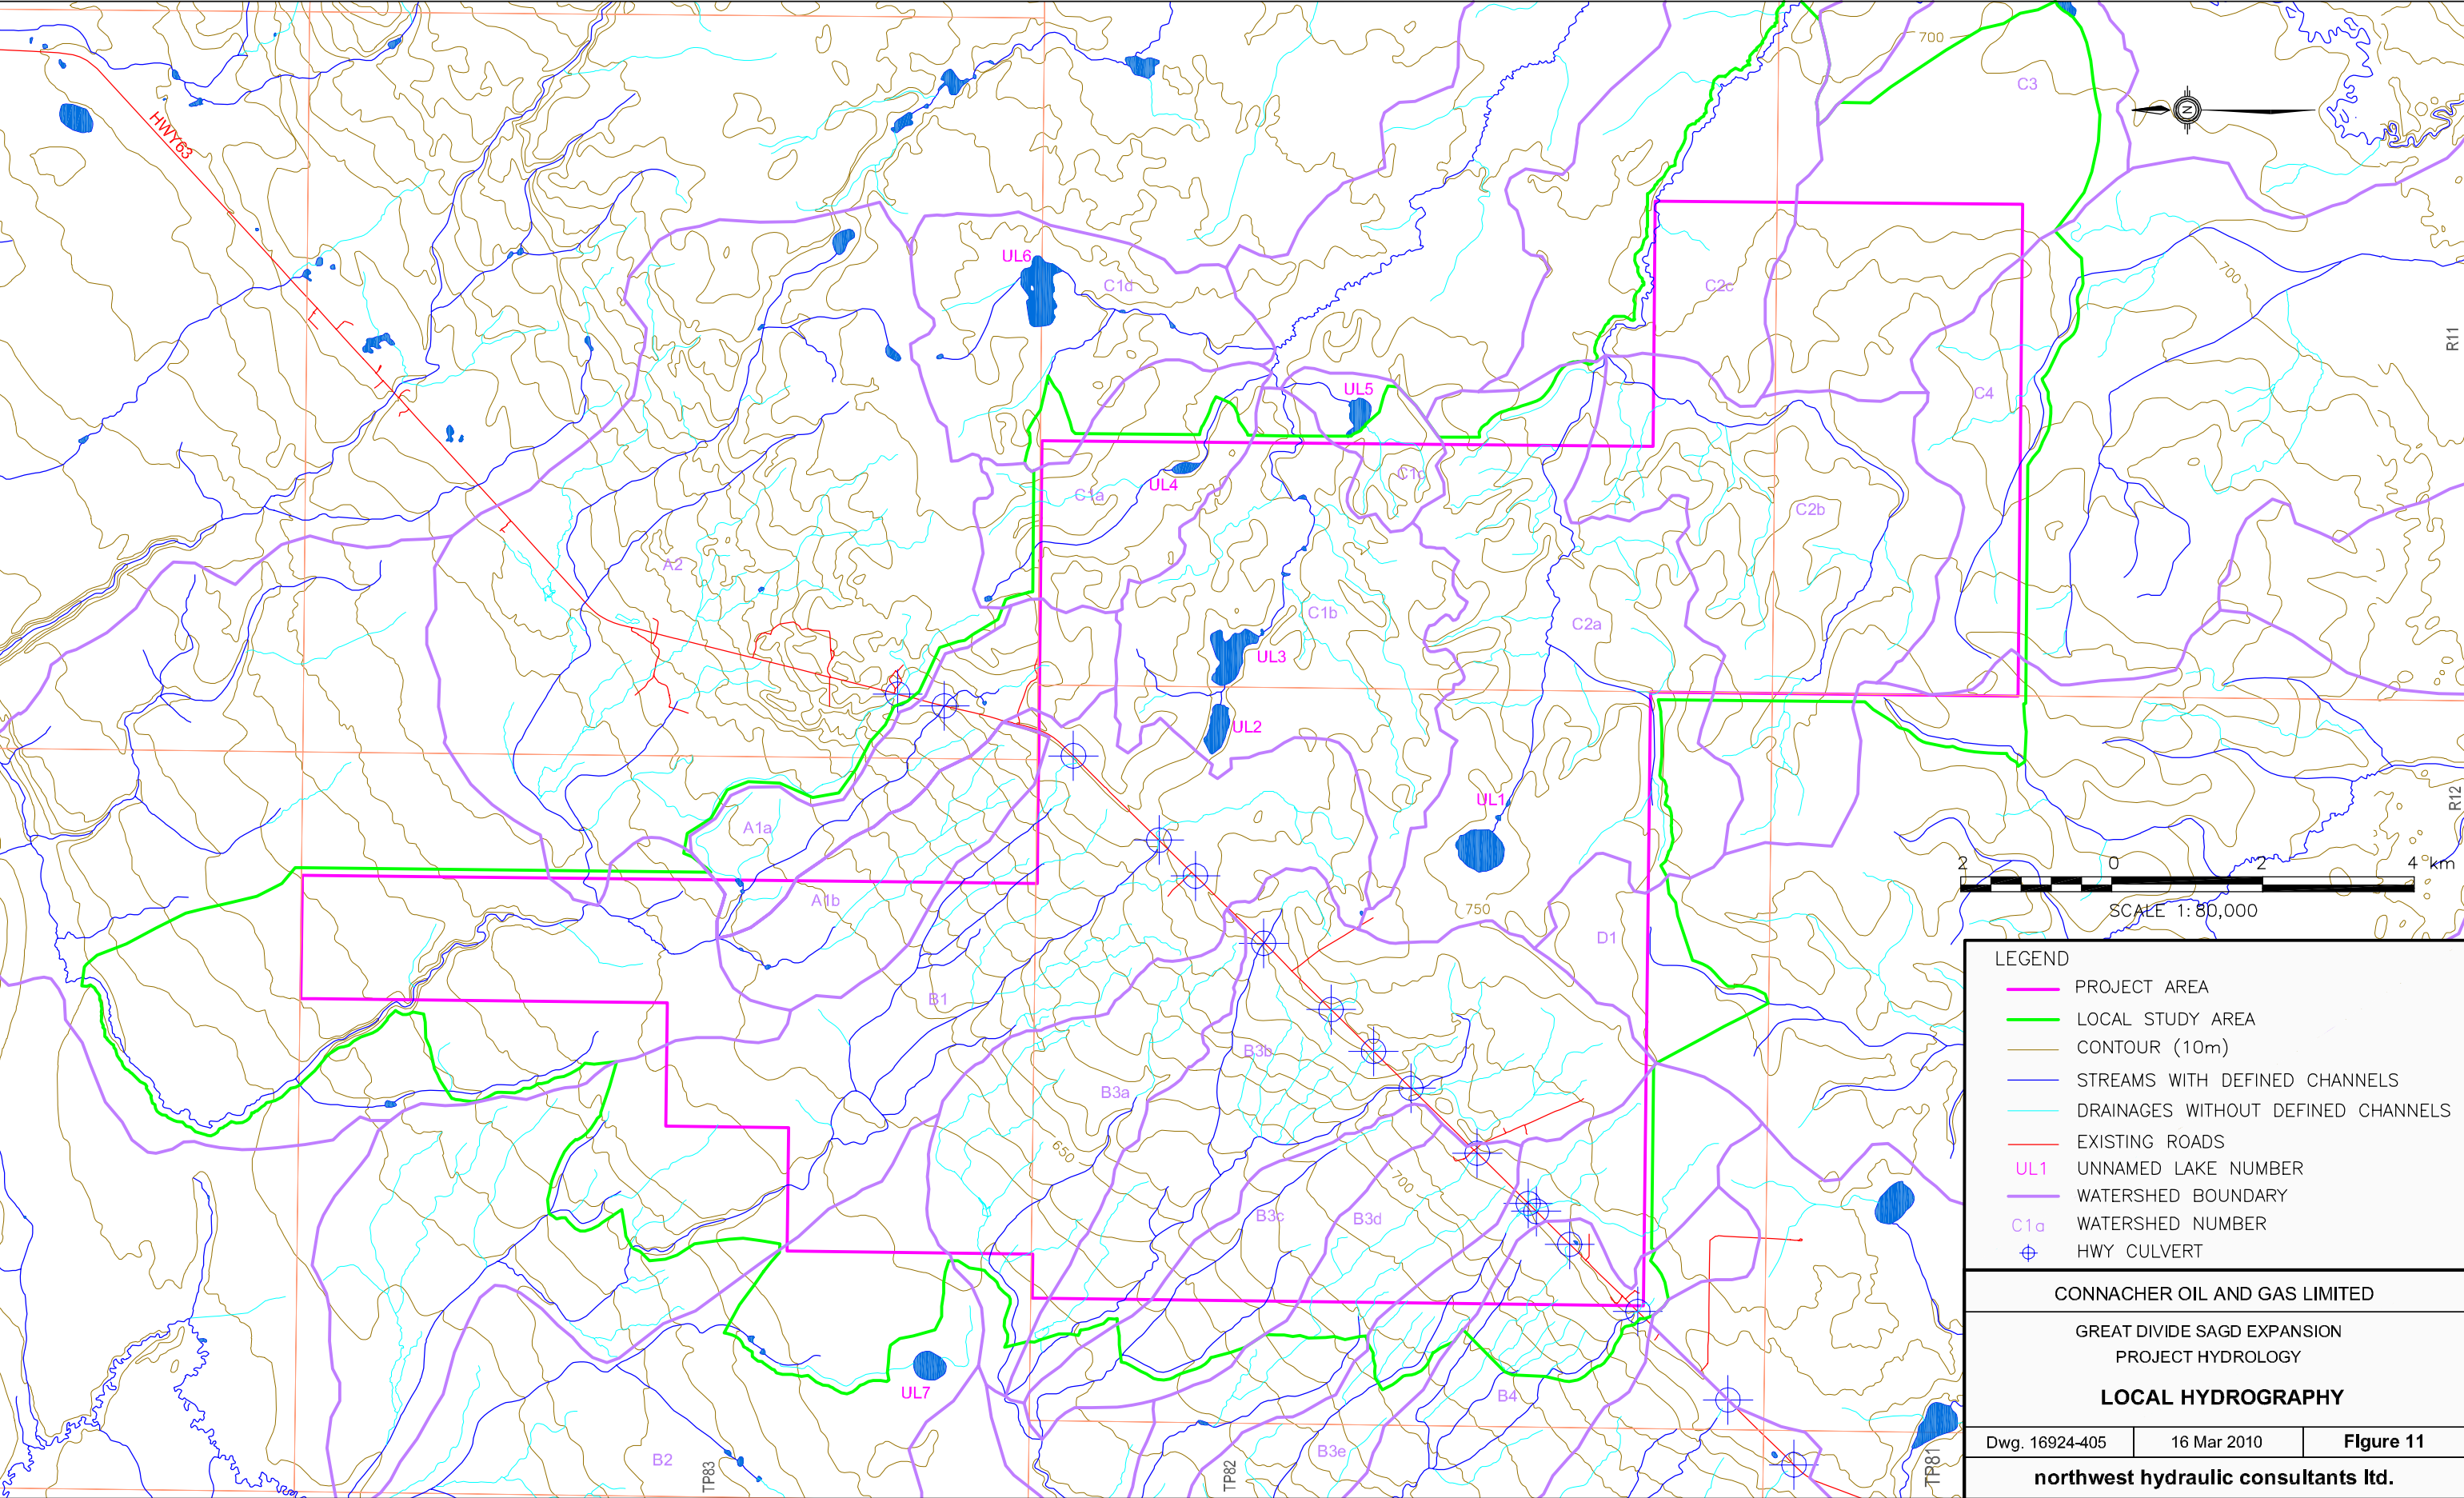 700
C3
HWY63
N
UL6
C1d
C2c
700
R11
UL5
C4
C1a
UL4
C1c
C2b
A2
C1b
C2a
UL3
UL2
UL1
R12
A1a
A1b
750
D1
2 0 2 4 km
SCALE 1:80,000
B1
B3b
B3a
650
700
B3c
B3d
UL7
B4
B2
B3e
TP83
TP82
TP81
LEGEND
PROJECT AREA
LOCAL STUDY AREA
CONTOUR (10m)
STREAMS WITH DEFINED CHANNELS
DRAINAGES WITHOUT DEFINED CHANNELS
EXISTING ROADS
UL1 UNNAMED LAKE NUMBER
WATERSHED BOUNDARY
C1a WATERSHED NUMBER
HWY CULVERT
CONNACHER OIL AND GAS LIMITED
GREAT DIVIDE SAGD EXPANSION
PROJECT HYDROLOGY
LOCAL HYDROGRAPHY
Dwg. 16924-405 16 Mar 2010 FIgure 11
northwest hydraulic consultants ltd.